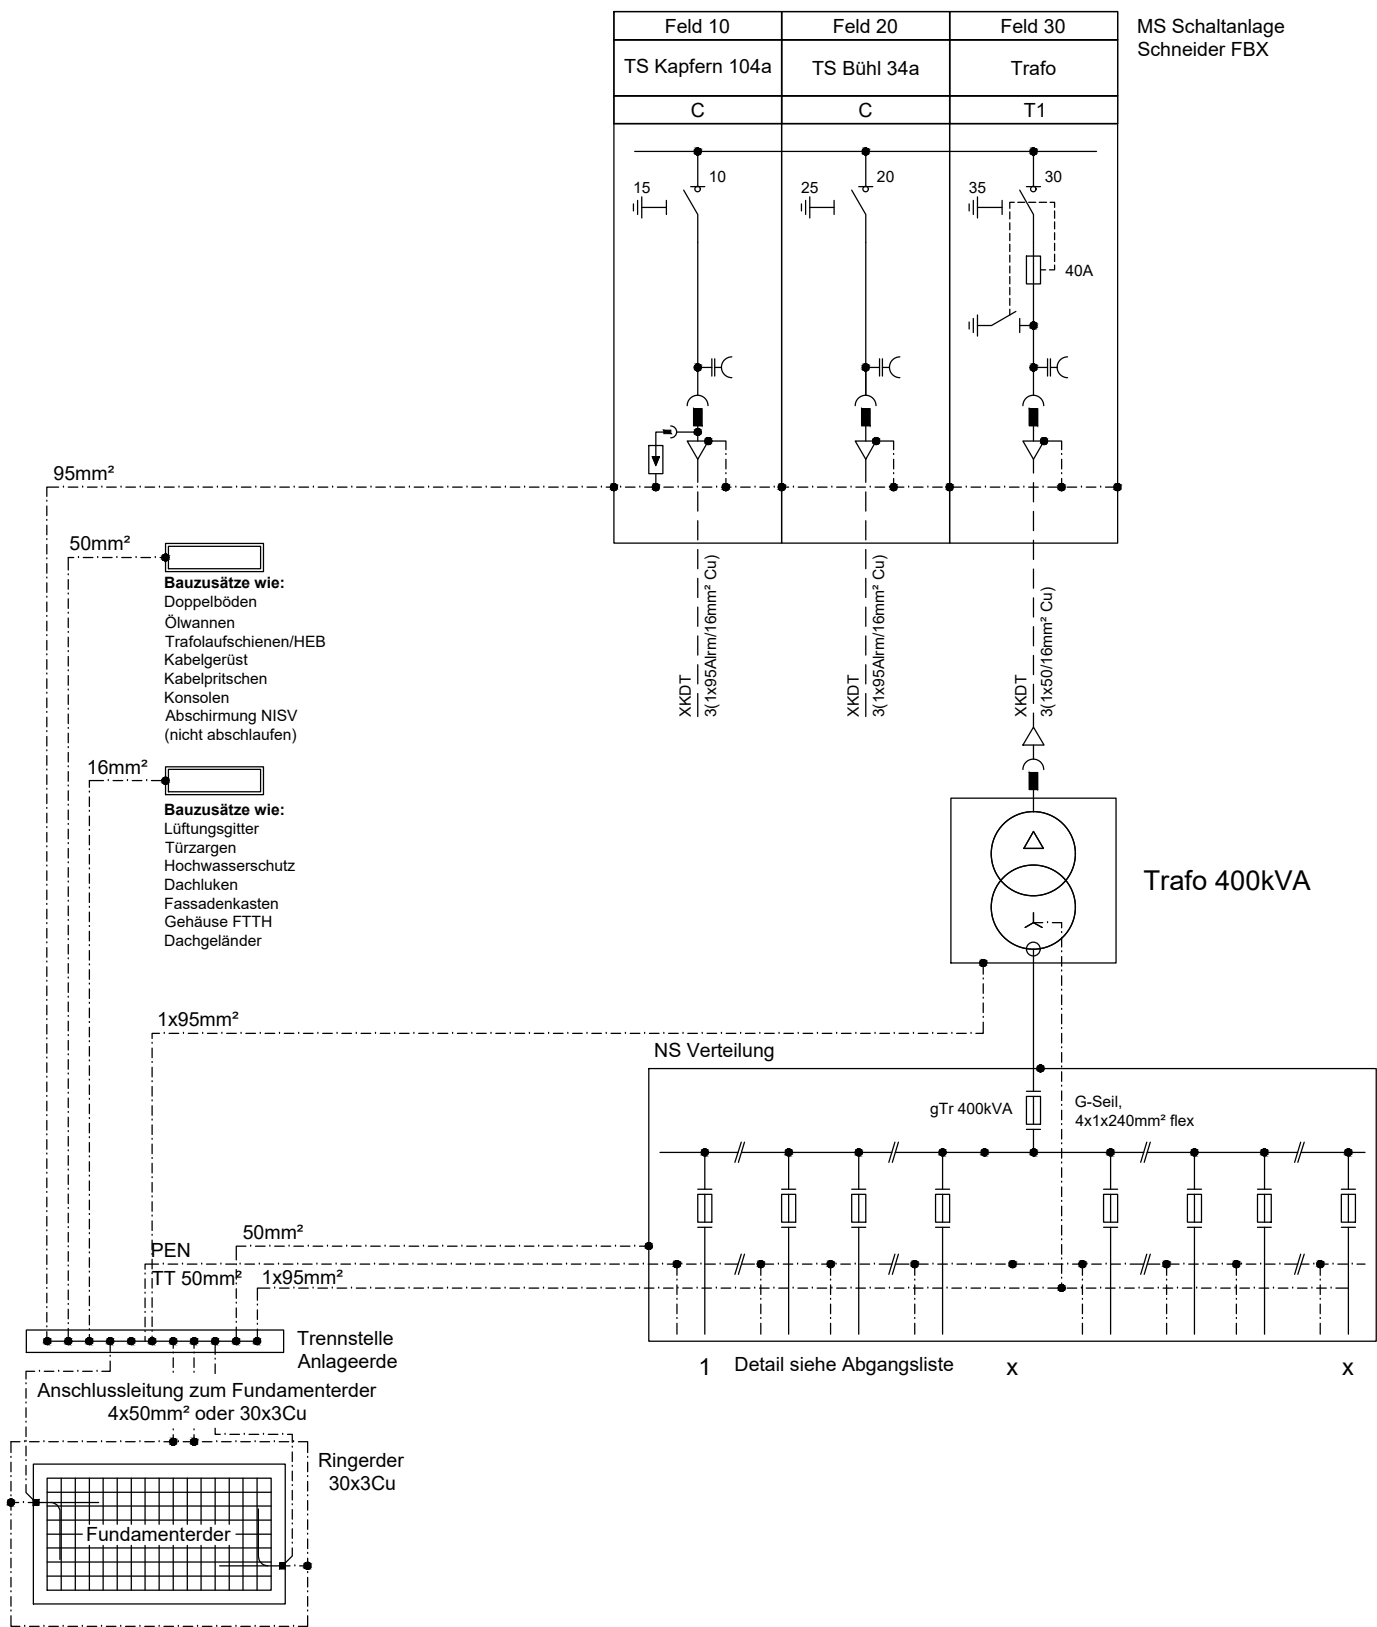 Feld 10
Feld 20
Feld 30
MS Schaltanlage
Schneider FBX
TS Kapfern 104a
TS Bühl 34a
Trafo
C
C
T1
10
15
20
25
30
35
40A
95mm²
50mm²
Bauzusätze wie:
Doppelböden
Ölwannen
Trafolaufschienen/HEB
Kabelgerüst
Kabelpritschen
Konsolen
Abschirmung NISV
(nicht abschlaufen)
XKDT
3(1x95Alrm/16mm² Cu)
XKDT
3(1x95Alrm/16mm² Cu)
XKDT
3(1x50/16mm² Cu)
16mm²
Bauzusätze wie:
Lüftungsgitter
Türzargen
Hochwasserschutz
Dachluken
Fassadenkasten
Gehäuse FTTH
Dachgeländer
Trafo 400kVA
1x95mm²
NS Verteilung
gTr 400kVA
G-Seil,
4x1x240mm² flex
50mm²
PEN
TT 50mm²
1x95mm²
Trennstelle
Anlageerde
1
Detail siehe Abgangsliste
x
x
Anschlussleitung zum Fundamenterder
4x50mm² oder 30x3Cu
Ringerder
30x3Cu
Fundamenterder